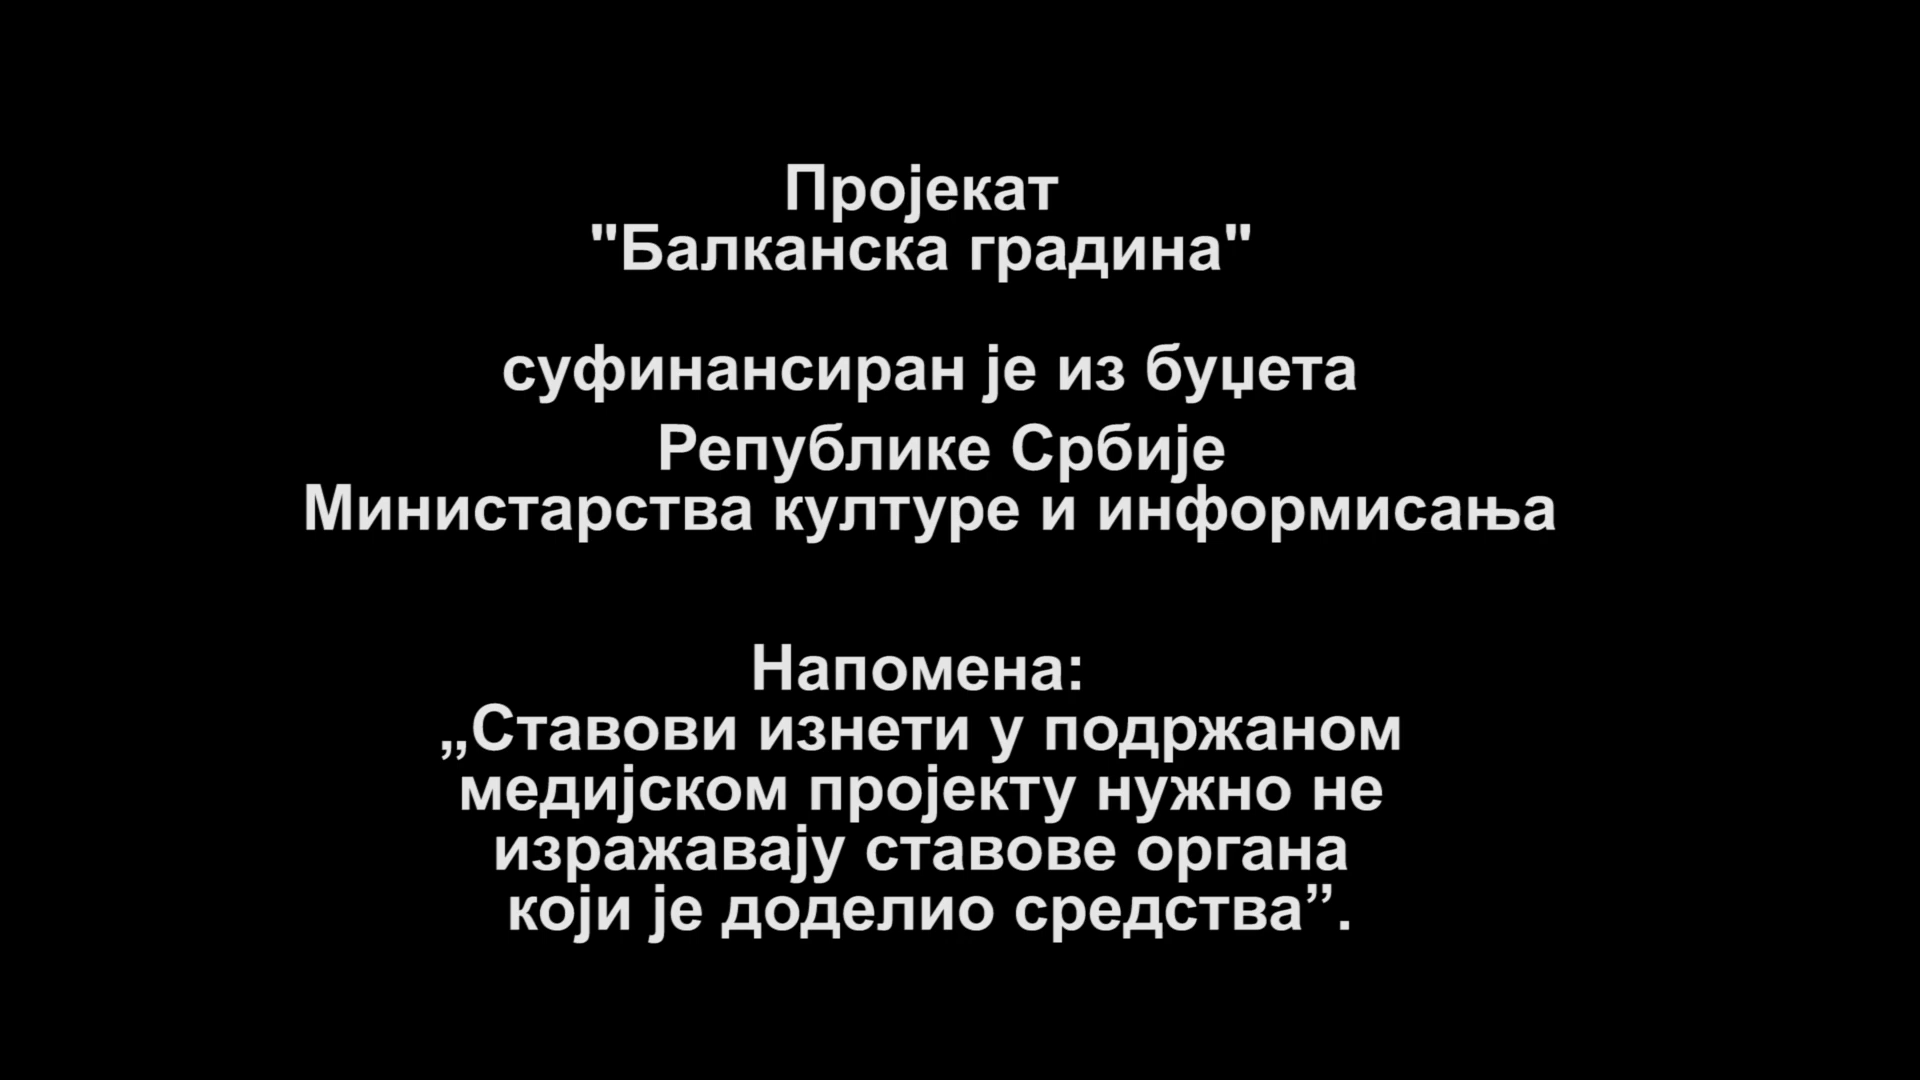 Пројекат
"Балканска градина"
суфинансиран је из буџета
Републике Србије
Министарства културе и информисања
Напомена:
„Ставови изнети у подржаном
медијском пројекту нужно не
изражавају ставове органа
који је доделио средства”.